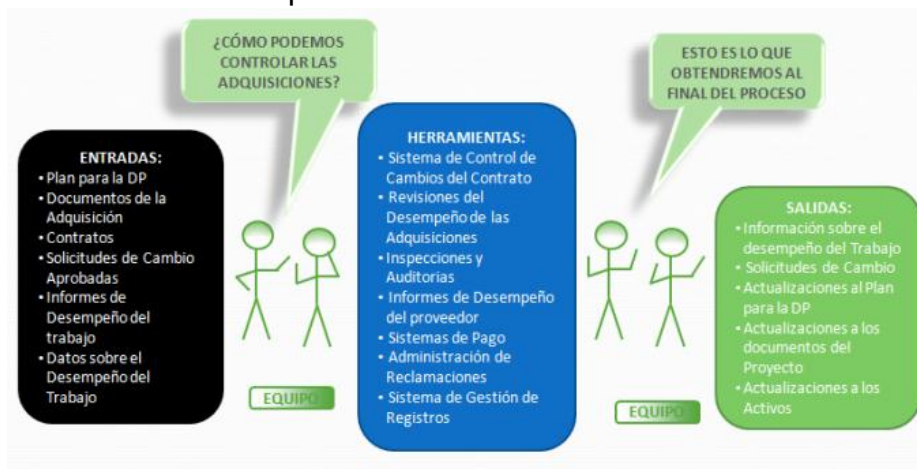 ¿CÓMO PODEMOS
CONTROLAR LAS
ADQUISICIONES?
ESTO ES LO QUE
OBTENDREMOS AL
FINAL DEL PROCESO
ENTRADAS:
• Plan para la DP
• Documentos de la
Adquisición
• Contratos
• Solicitudes de Cambio
Aprobadas
• Informes de
Desempeño del
trabajo
• Datos sobre el
Desempeño del
Trabajo
EQUIPO
HERRAMIENTAS:
• Sistema de Control de
Cambios del Contrato
• Revisiones del
Desempeño de las
Adquisiciones
• Inspecciones y
Auditorias
• Informes de Desempeño
del proveedor
• Sistemas de Pago
• Administración de
Reclamaciones
• Sistema de Gestión de
Registros
EQUIPO
SALIDAS:
• Información sobre el
desempeño del Trabajo
• Solicitudes de Cambio
• Actualizaciones al Plan
para la DP
• Actualizaciones a los
documentos del
Proyecto
• Actualizaciones a los
Activos